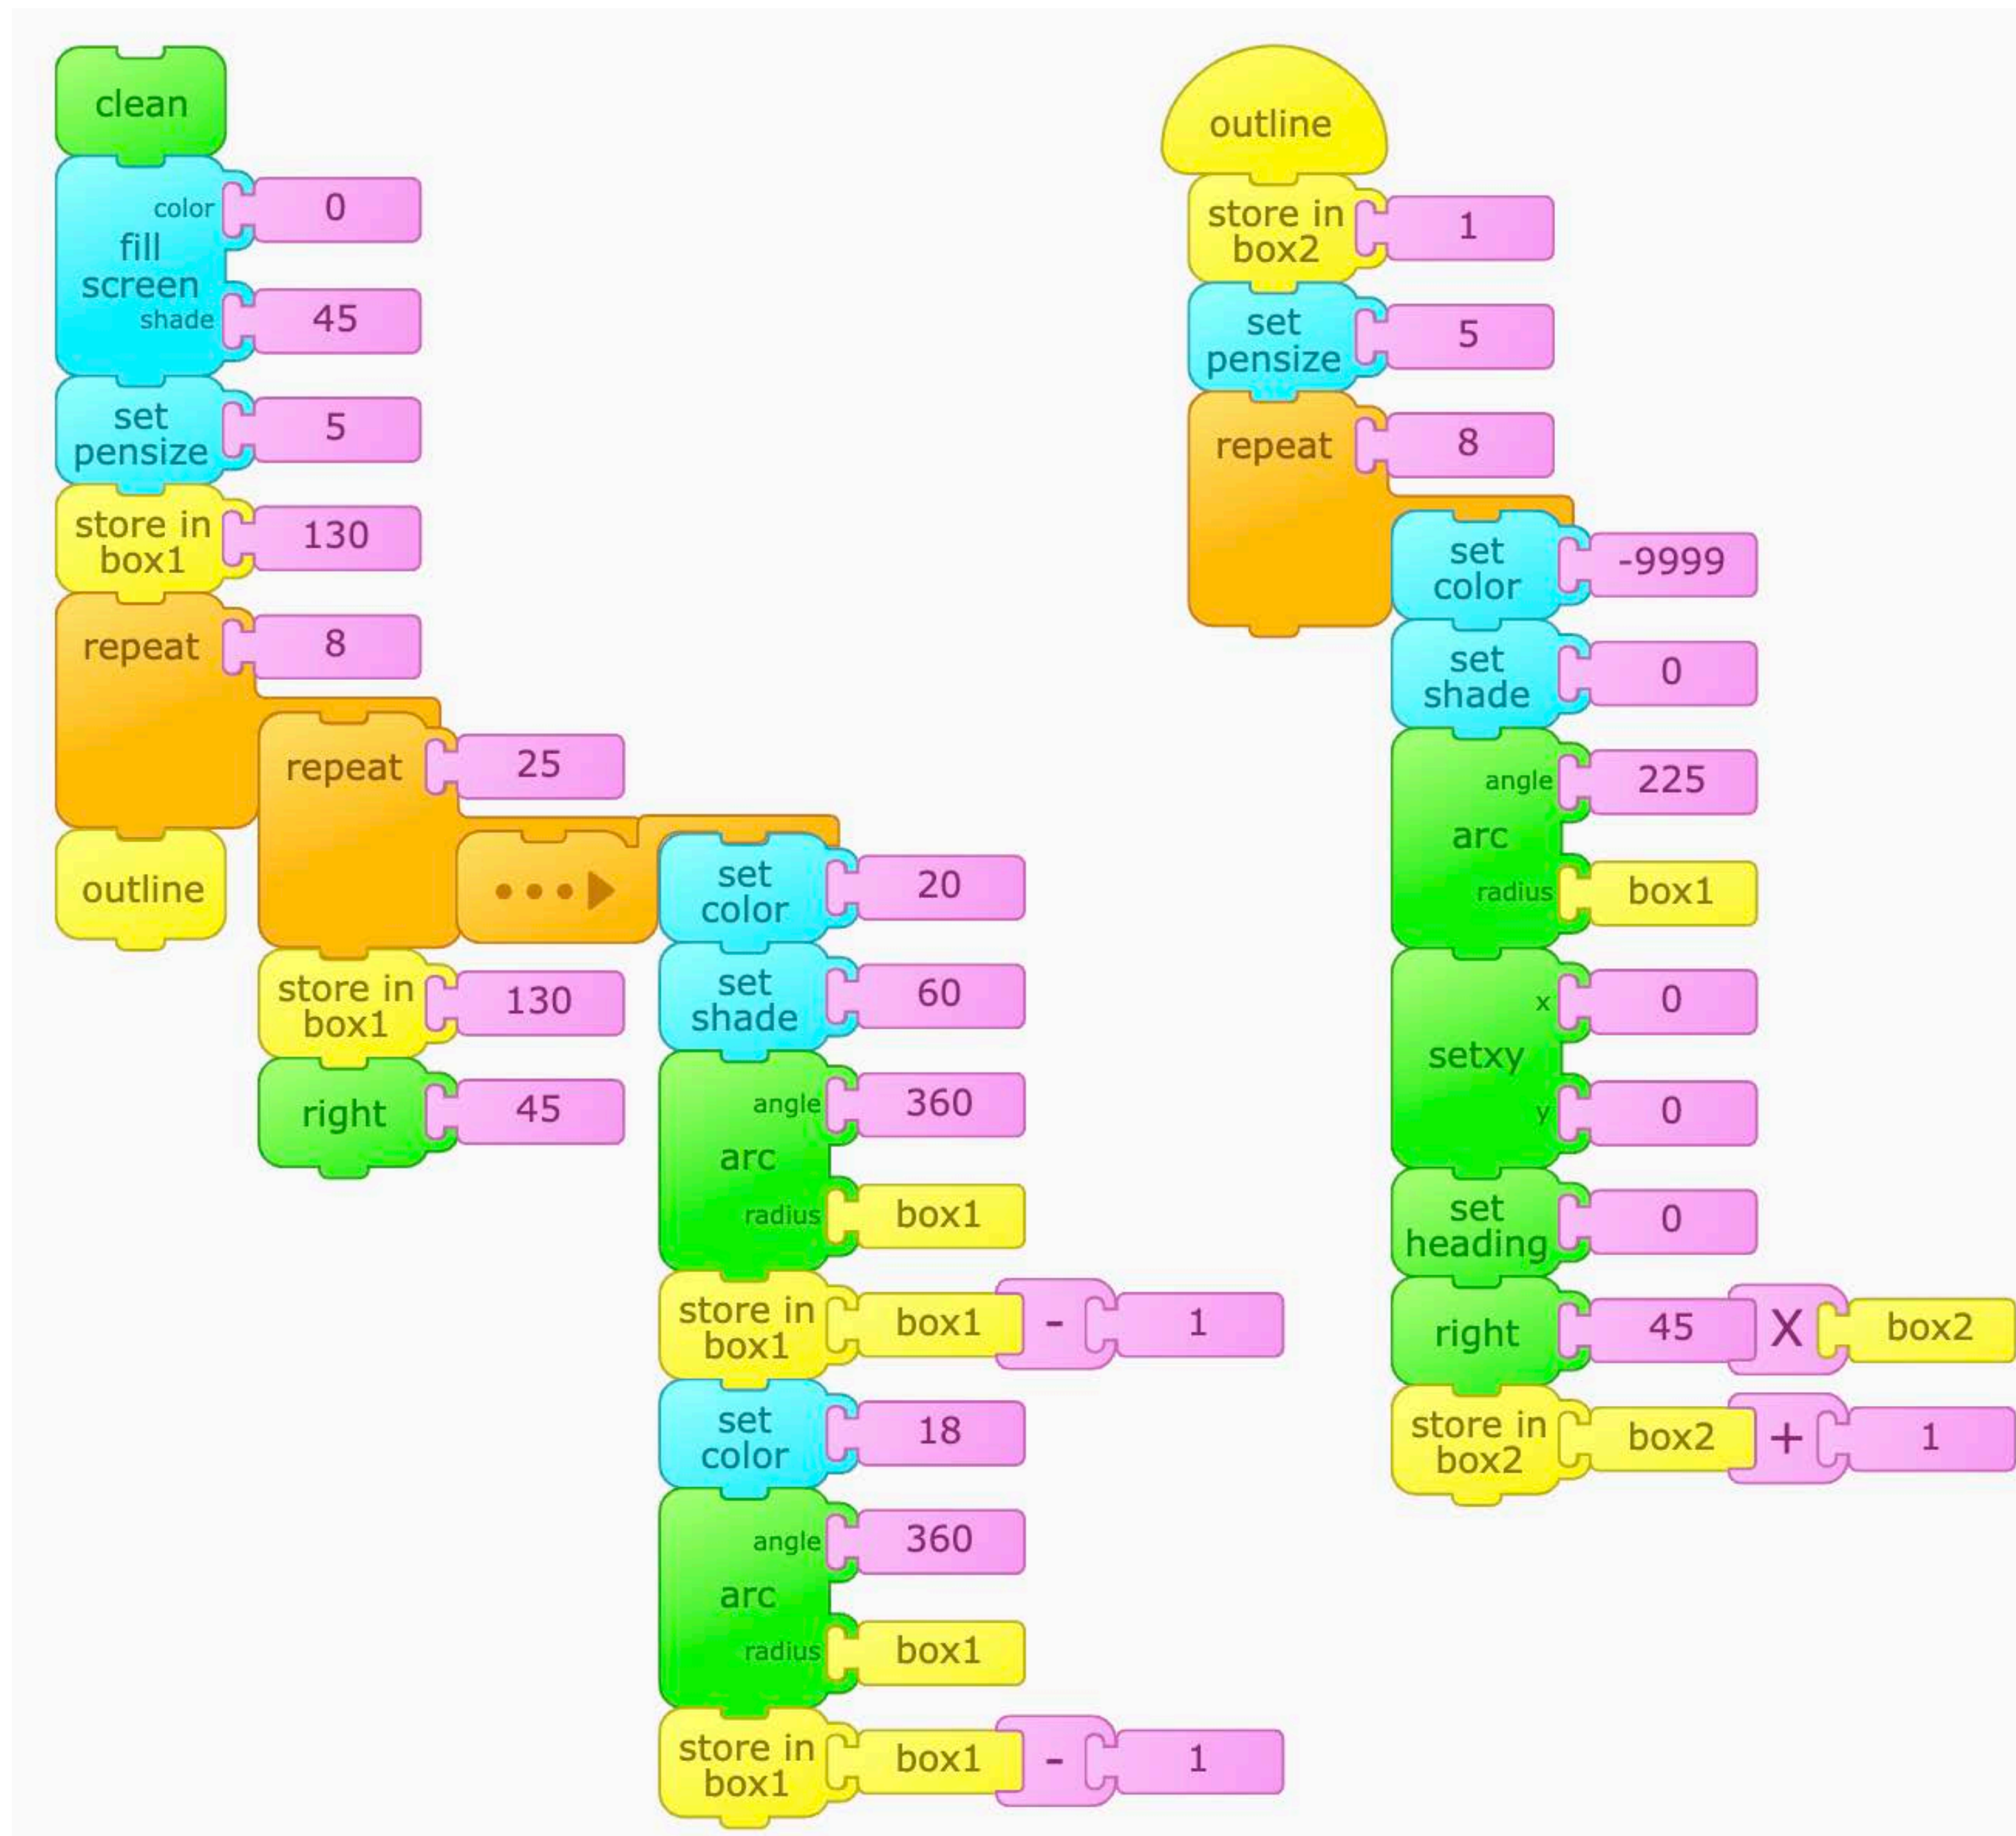 clean
color
0
fill
screen
shade
45
set
pensize
5
store in
box1
130
repeat
8
repeat
25
set
color
20
set
shade
60
angle
360
arc
radius
box1
store in
box1
box1 - 1
set
color
18
angle
360
arc
radius
box1
store in
box1
box1 - 1
store in
box1
130
right
45
outline
outline
store in
box2
1
set
pensize
5
repeat
8
set
color
-9999
set
shade
0
angle
225
arc
radius
box1
x
0
setxy
y
0
set
heading
0
right
45 X box2
store in
box2
box2 + 1